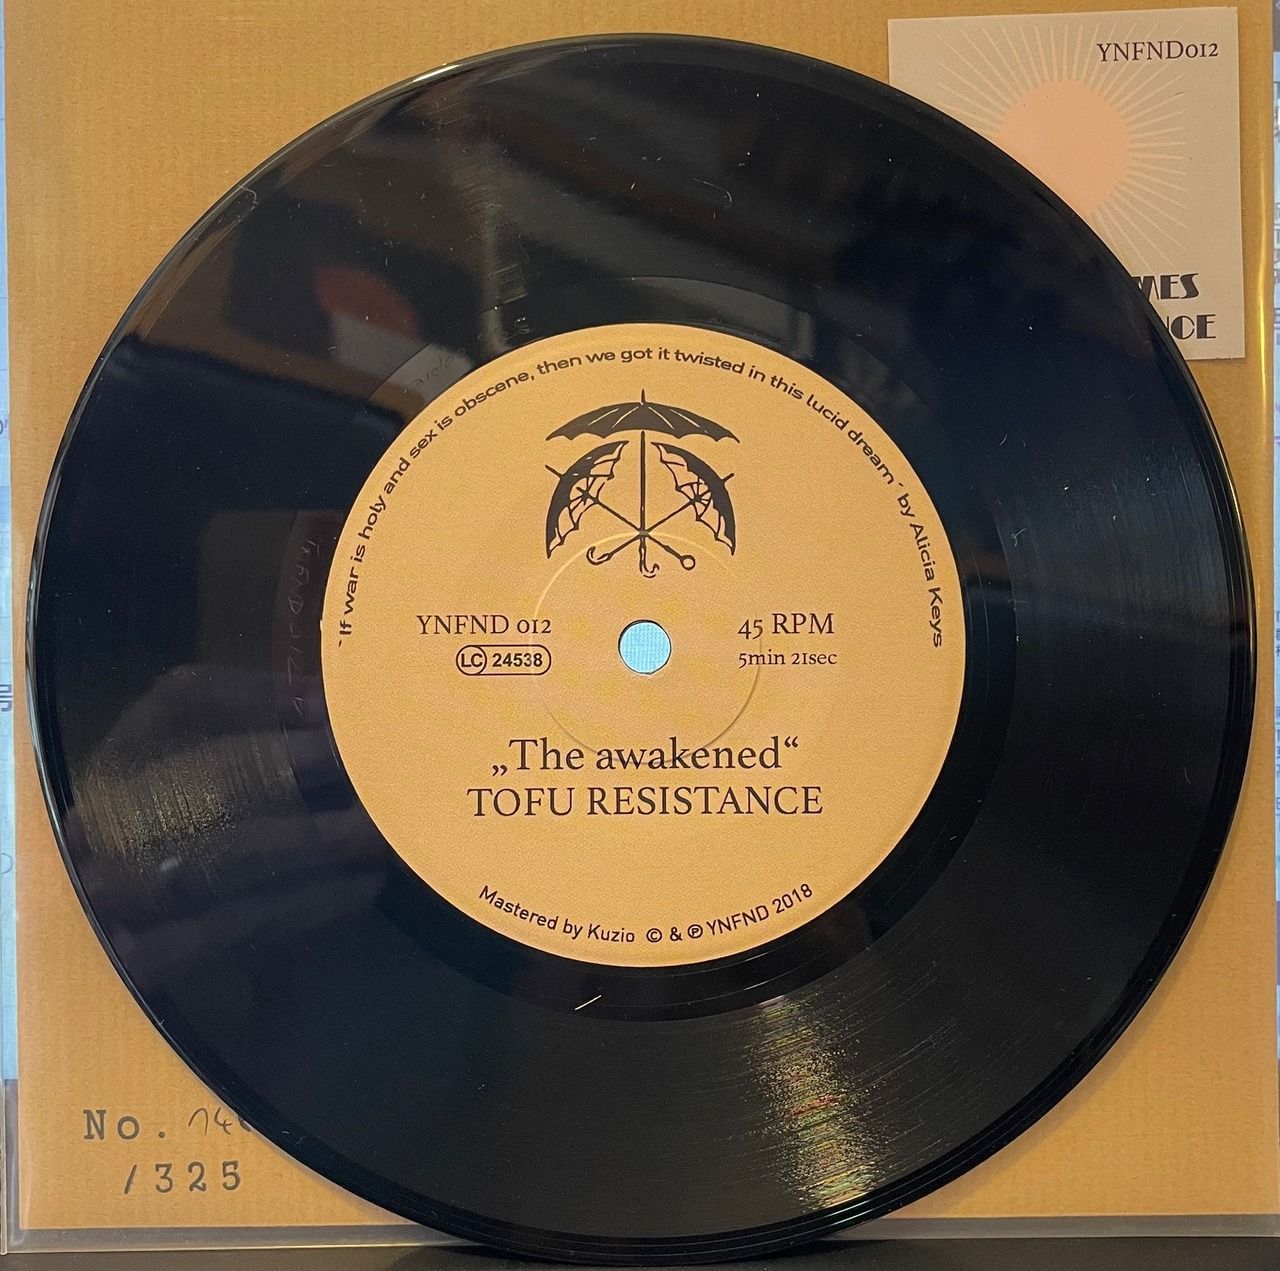 YNFND012
´If war is holy and sex is obscene, then we got it twisted in this lucid dream´ by Alicia Keys
YNFND 012
LC 24538
45 RPM
5min 21sec
„The awakened“
TOFU RESISTANCE
Mastered by Kuzio © & ℗ YNFND 2018
No.
/325